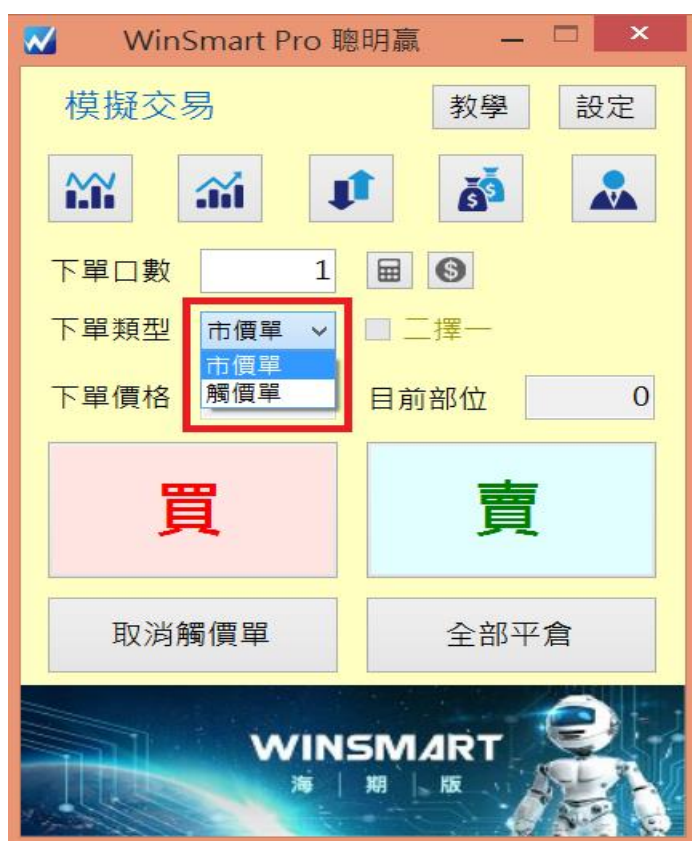 WinSmart Pro 聰明贏
模擬交易 教學 設定
下單口數 1
下單類型 市價單 二擇一
市價單
觸價單
下單價格 目前部位 0
買 賣
取消觸價單 全部平倉
WINSMART
海 | 期 | 版